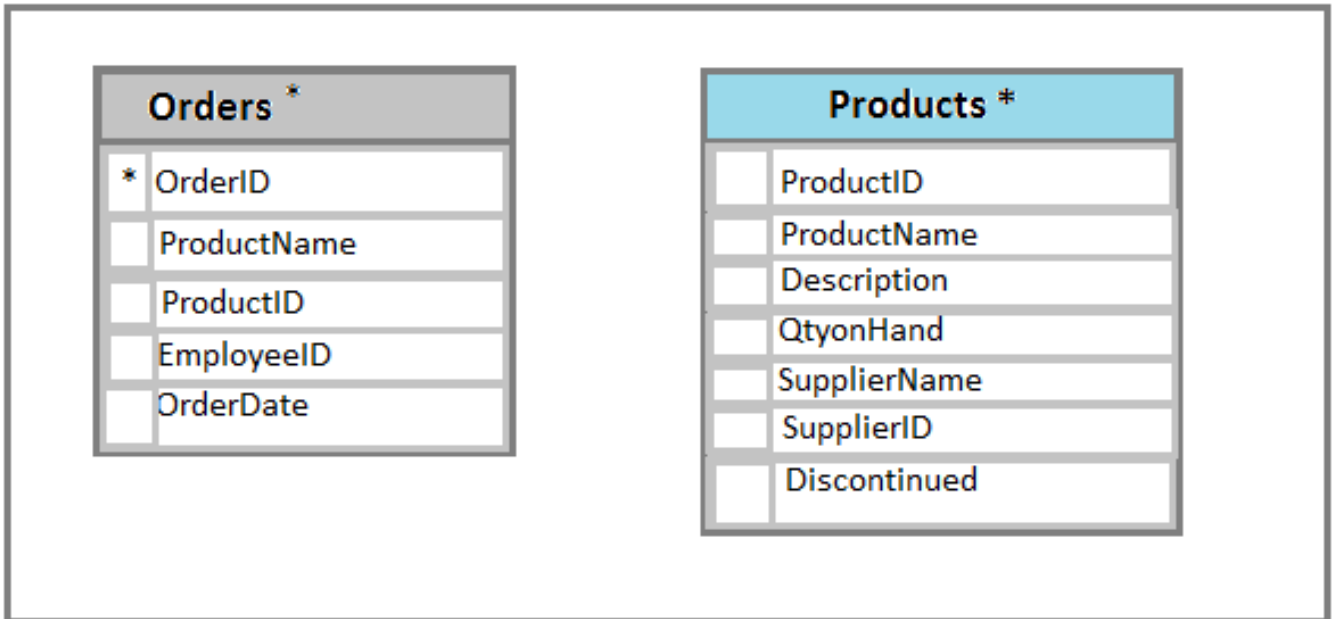 Orders *
* OrderID
ProductName
ProductID
EmployeeID
OrderDate
Products *
ProductID
ProductName
Description
QtyonHand
SupplierName
SupplierID
Discontinued